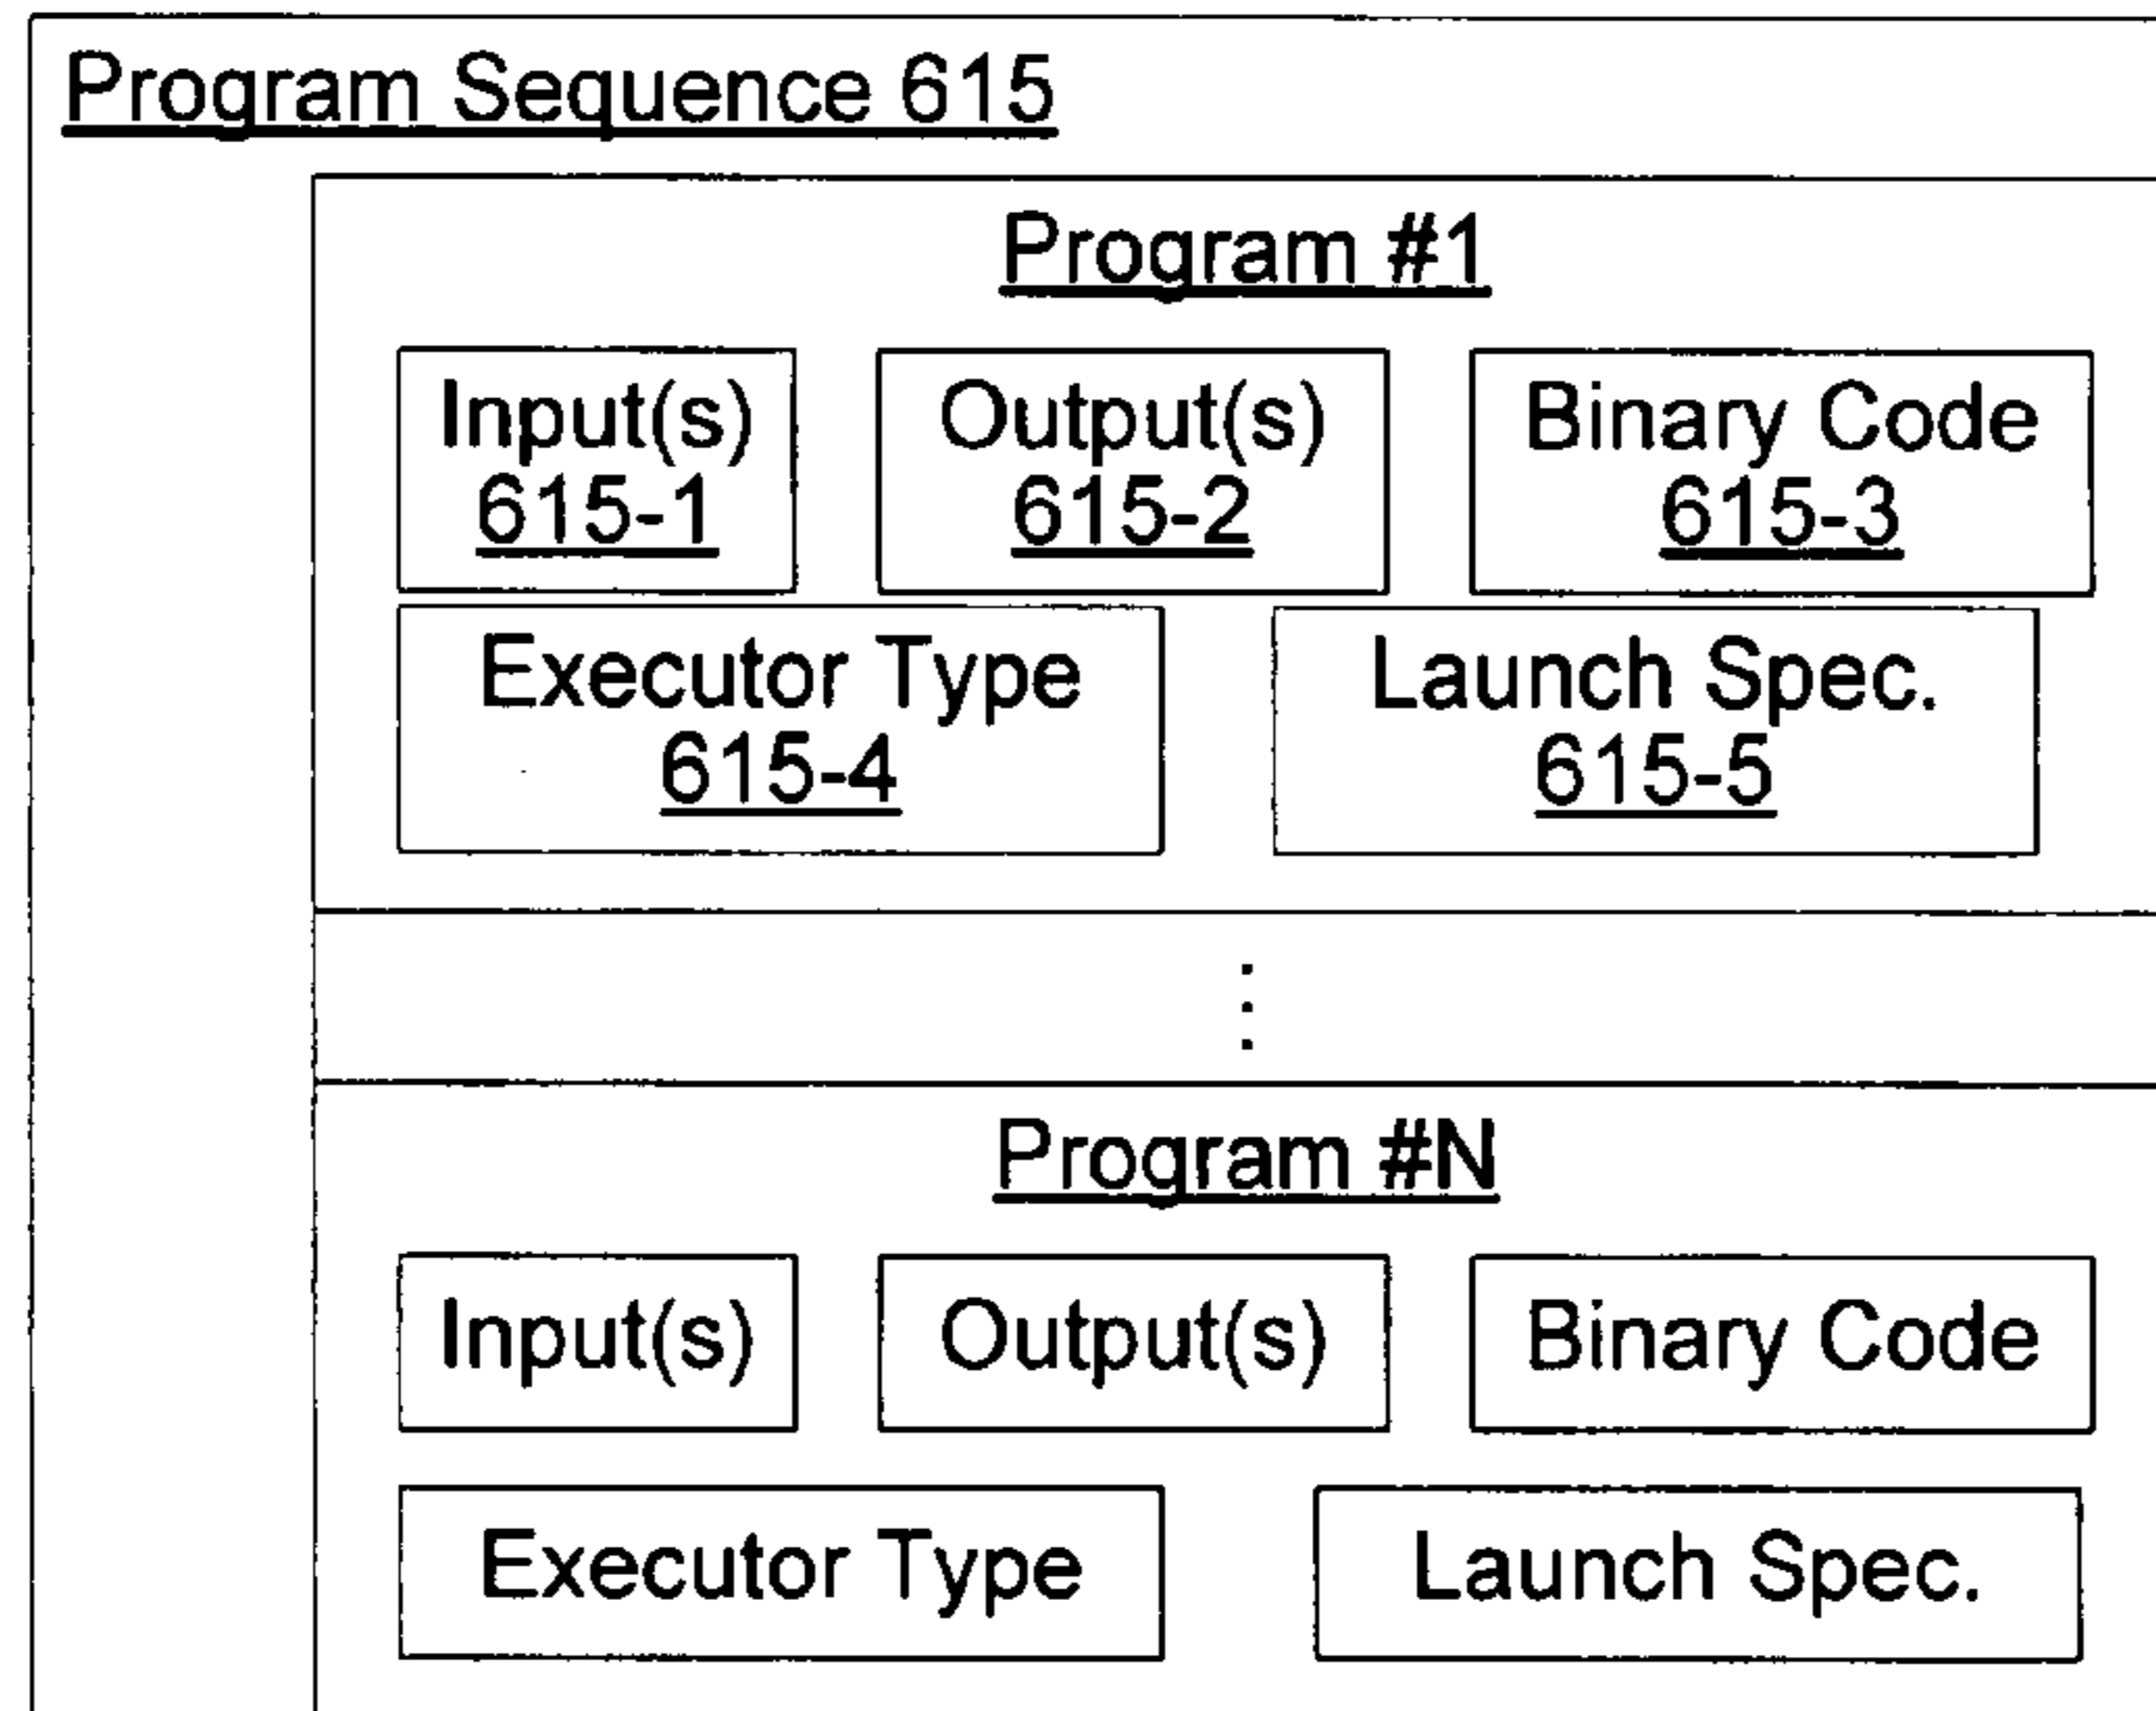 Program Sequence 615
Program #1
Input(s)
615-1
Output(s)
615-2
Binary Code
615-3
Executor Type
615-4
Launch Spec.
615-5
Program #N
Input(s)
Output(s)
Binary Code
Executor Type
Launch Spec.